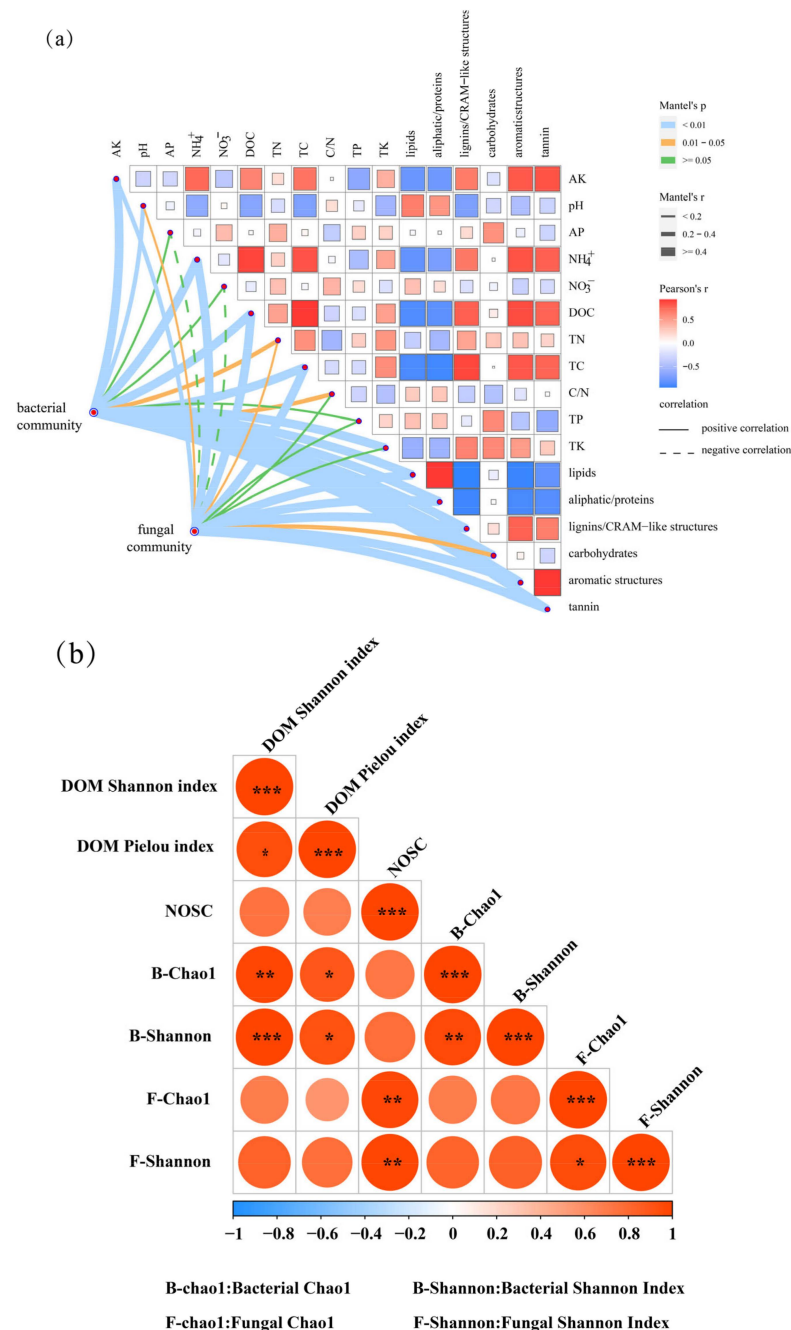 (a)
AK
pH
AP
NH₄⁺
NO₃⁻
DOC
TN
TC
C/N
TP
TK
lipids
aliphatic/proteins
lignins/CRAM−like structures
carbohydrates
aromaticstructures
tannin
AK
pH
AP
NH₄⁺
NO₃⁻
DOC
TN
TC
C/N
TP
TK
lipids
aliphatic/proteins
lignins/CRAM−like structures
carbohydrates
aromatic structures
tannin
bacterial
community
fungal
community
Mantel's p
< 0.01
0.01 − 0.05
>= 0.05
Mantel's r
< 0.2
0.2 − 0.4
>= 0.4
Pearson's r
0.5
0.0
−0.5
correlation
positive correlation
negative correlation
(b)
DOM Shannon index
DOM Pielou index
NOSC
B-Chao1
B-Shannon
F-Chao1
F-Shannon
DOM Shannon index ***
DOM Pielou index * ***
NOSC ***
B-Chao1 ** * ***
B-Shannon *** * ** ***
F-Chao1 ** ***
F-Shannon ** * ***
−1 −0.8 −0.6 −0.4 −0.2 0 0.2 0.4 0.6 0.8 1
B-chao1:Bacterial Chao1 B-Shannon:Bacterial Shannon Index
F-chao1:Fungal Chao1 F-Shannon:Fungal Shannon Index